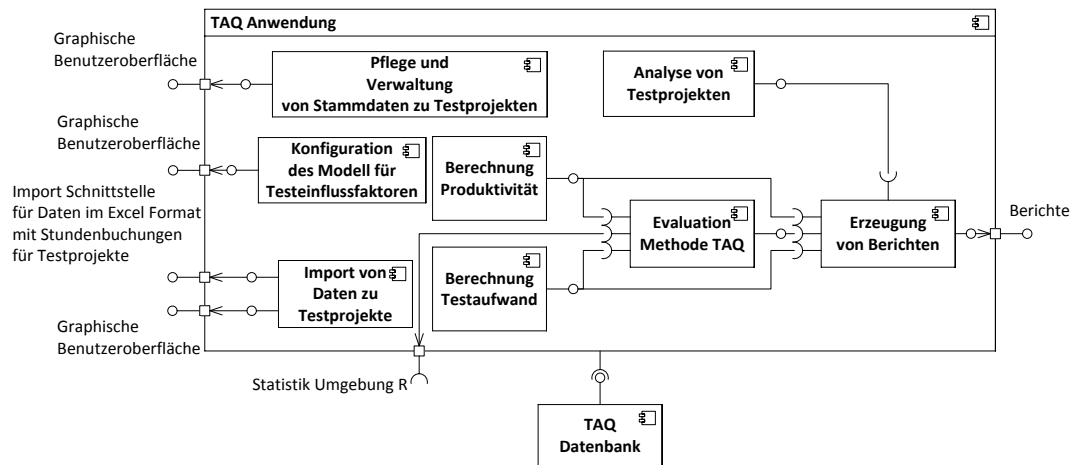 TAQ Anwendung
Graphische
Benutzeroberfläche
Pflege und
Verwaltung
von Stammdaten zu Testprojekten
Analyse von
Testprojekten
Graphische
Benutzeroberfläche
Konfiguration
des Modell für
Testeinflussfaktoren
Berechnung
Produktivität
Import Schnittstelle
für Daten im Excel Format
mit Stundenbuchungen
für Testprojekte
Evaluation
Methode TAQ
Erzeugung
von Berichten
Berichte
Import von
Daten zu
Testprojekte
Berechnung
Testaufwand
Graphische
Benutzeroberfläche
Statistik Umgebung R
TAQ
Datenbank